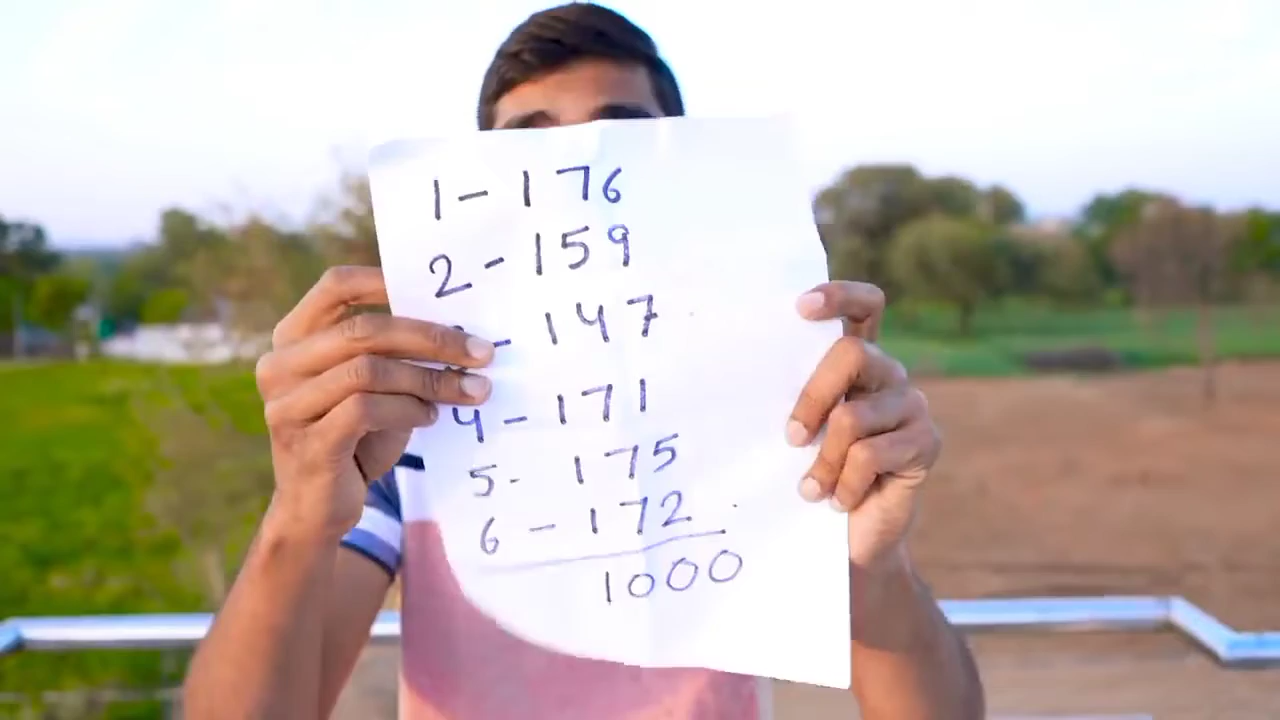 1 - 176
2 - 159
- 147
4 - 171
5 - 175
6 - 172
1000